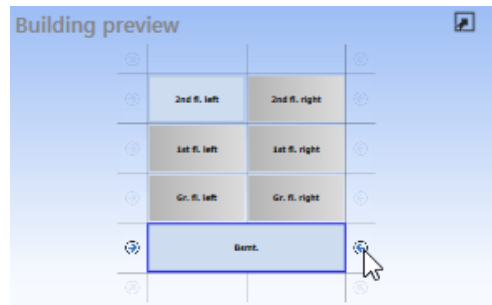 Building preview
2nd fl. left 2nd fl. right
1st fl. left 1st fl. right
Gr. fl. left Gr. fl. right
Bsmt.